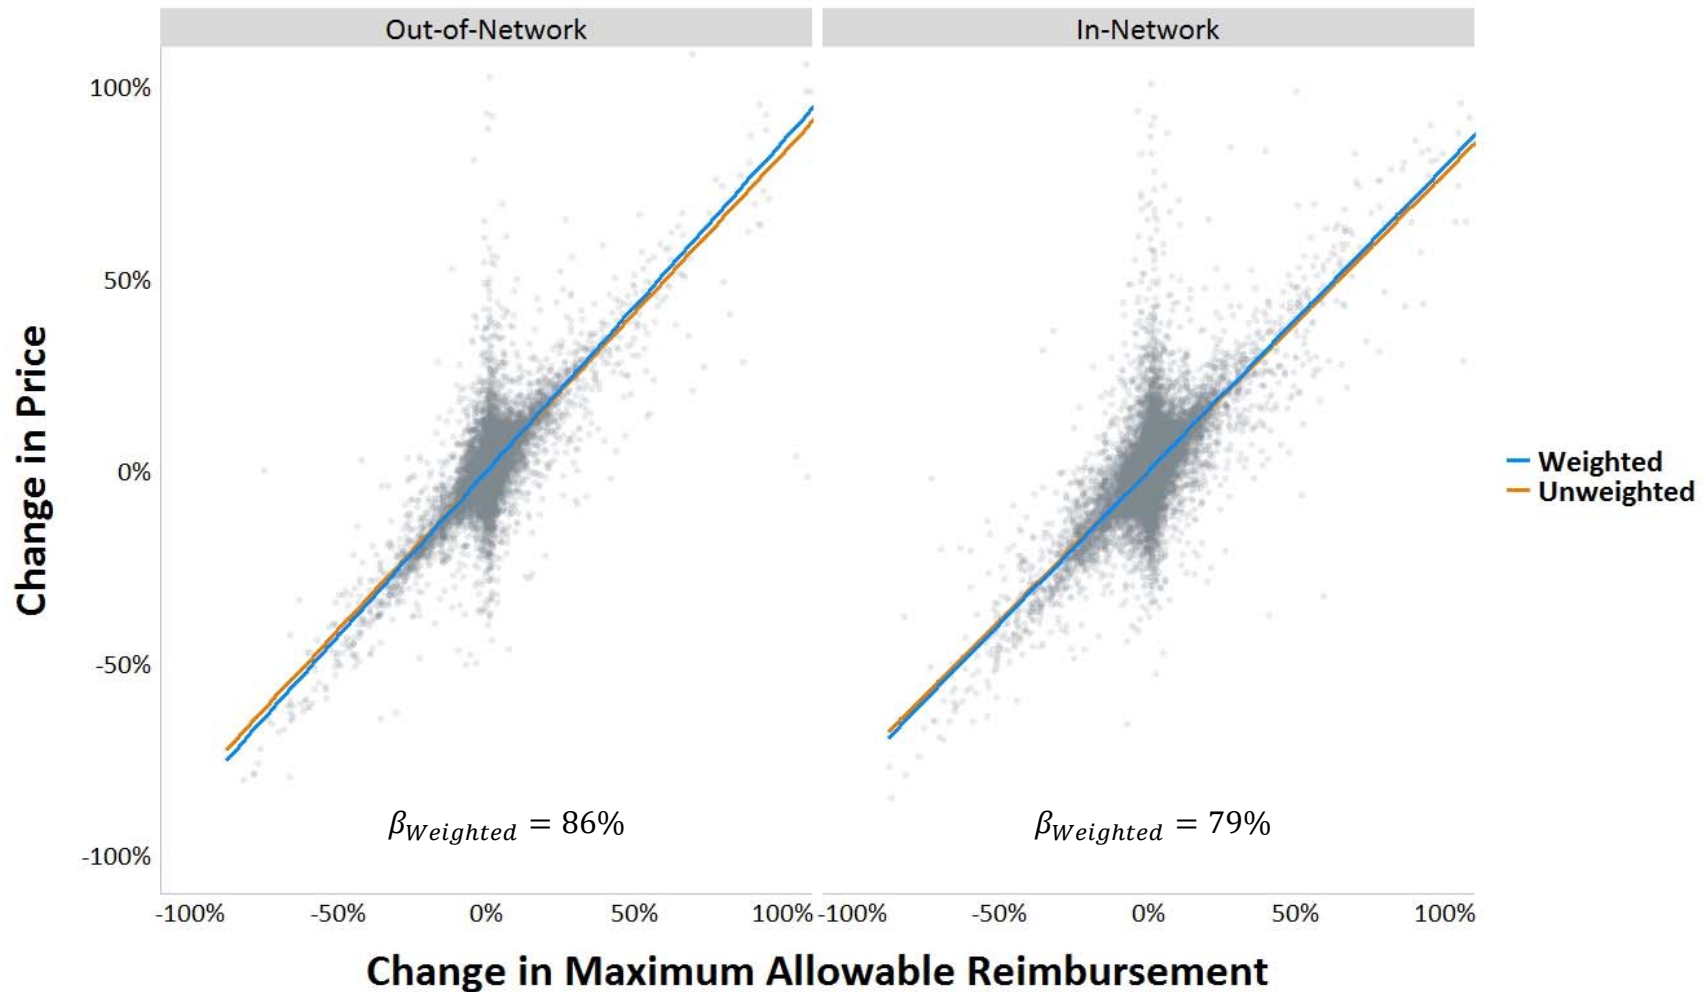 Out-of-Network
In-Network
100%
50%
0%
-50%
-100%
Change in Price
β_Weighted = 86%
β_Weighted = 79%
-100% -50% 0% 50% 100%
-100% -50% 0% 50% 100%
Change in Maximum Allowable Reimbursement
Weighted
Unweighted